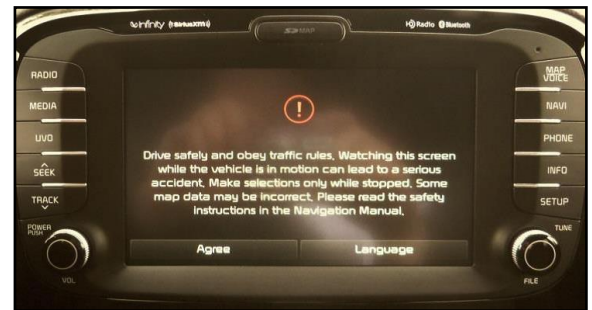 infinity ((SiriusXM))
SD MAP
HD Radio Bluetooth
RADIO
MEDIA
UVO
SEEK
TRACK
POWER
PUSH
VOL
!
Drive safely and obey traffic rules. Watching this screen
while the vehicle is in motion can lead to a serious
accident. Make selections only while stopped. Some
map data may be incorrect. Please read the safety
instructions in the Navigation Manual.
Agree Language
MAP
VOICE
NAVI
PHONE
INFO
SETUP
TUNE
FILE